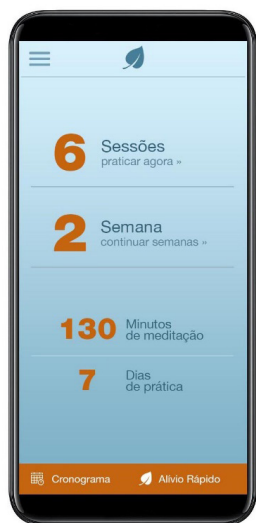 6 Sessões
praticar agora »
2 Semana
continuar semanas »
130 Minutos
de meditação
7 Dias
de prática
Cronograma Alívio Rápido